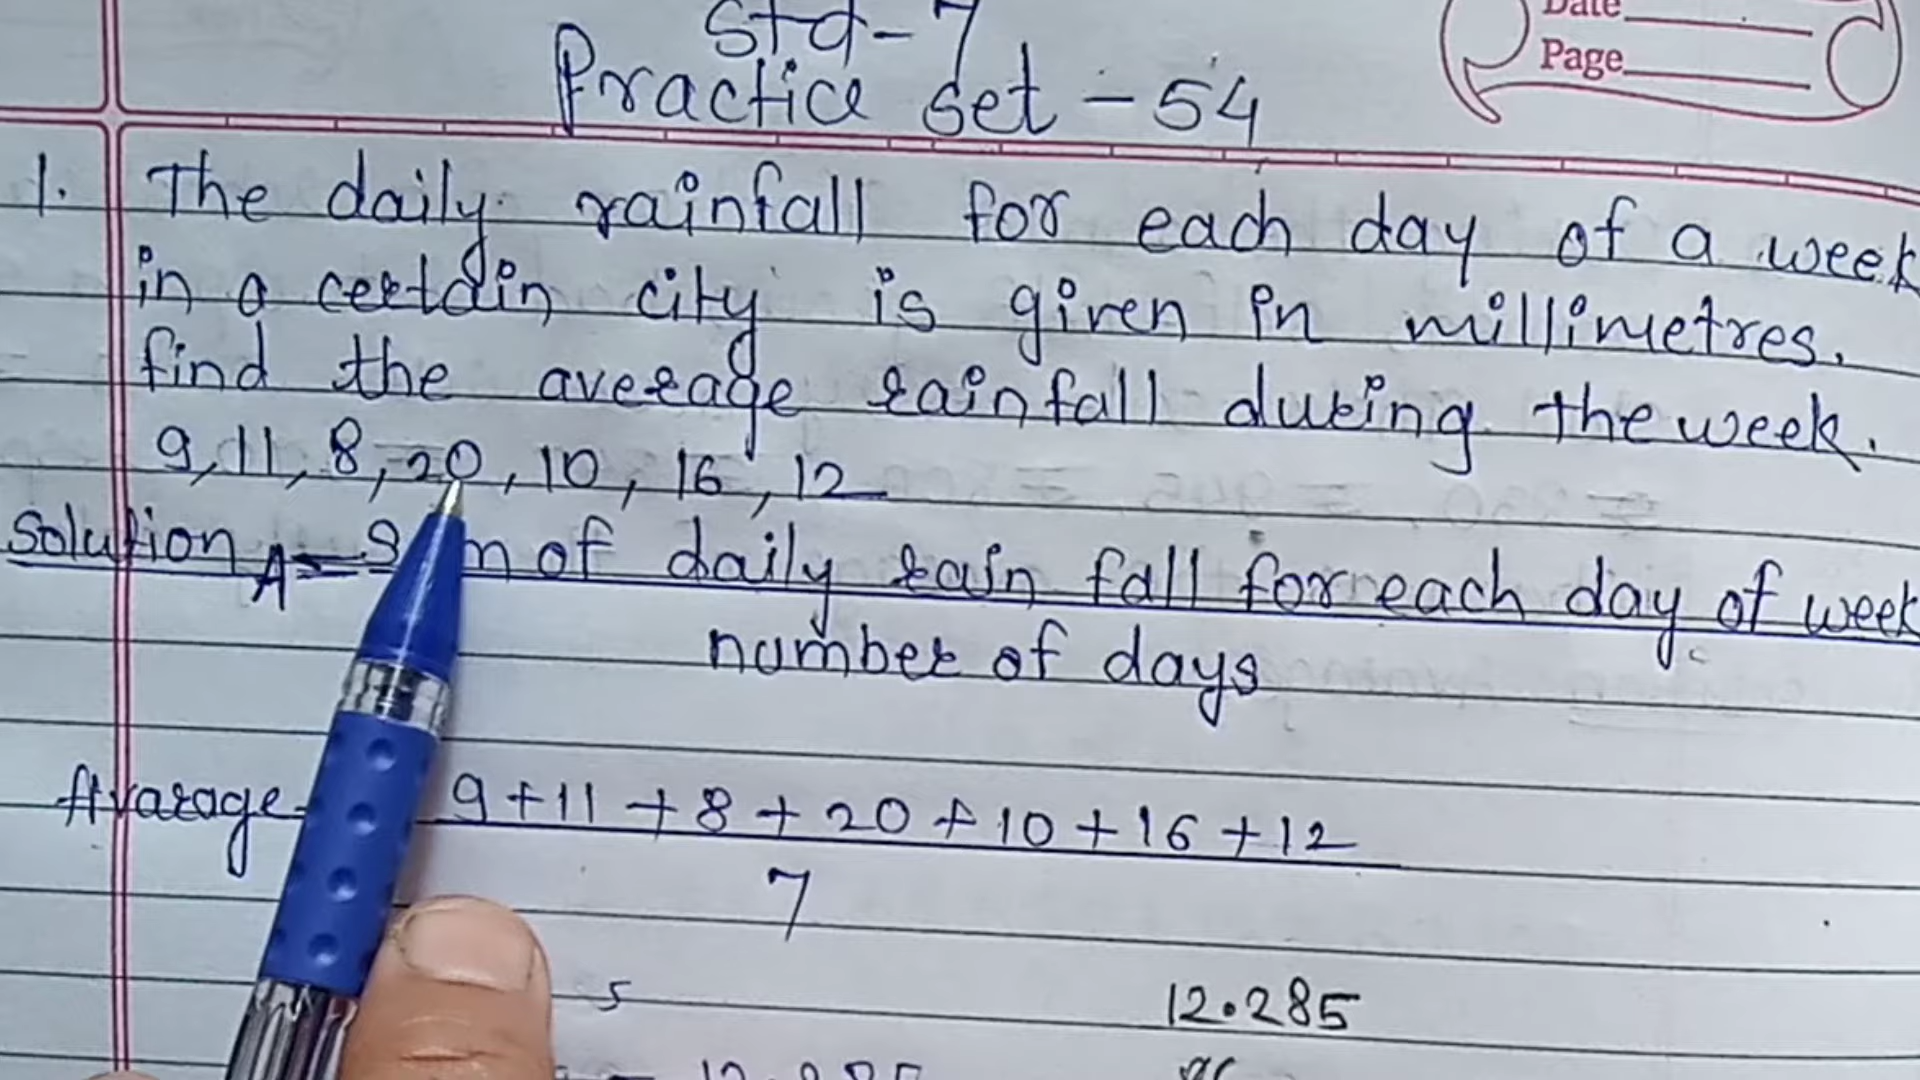 Std-7
Practice set - 54
Date
Page
1. The daily rainfall for each day of a week
in a certain city is given in millimetres.
find the average rainfall during the week.
9, 11, 8, 20, 10, 16, 12
Solution A = Sum of daily rain fall for each day of week
number of days
Avarage 9 + 11 + 8 + 20 + 10 + 16 + 12
7
5
12.285